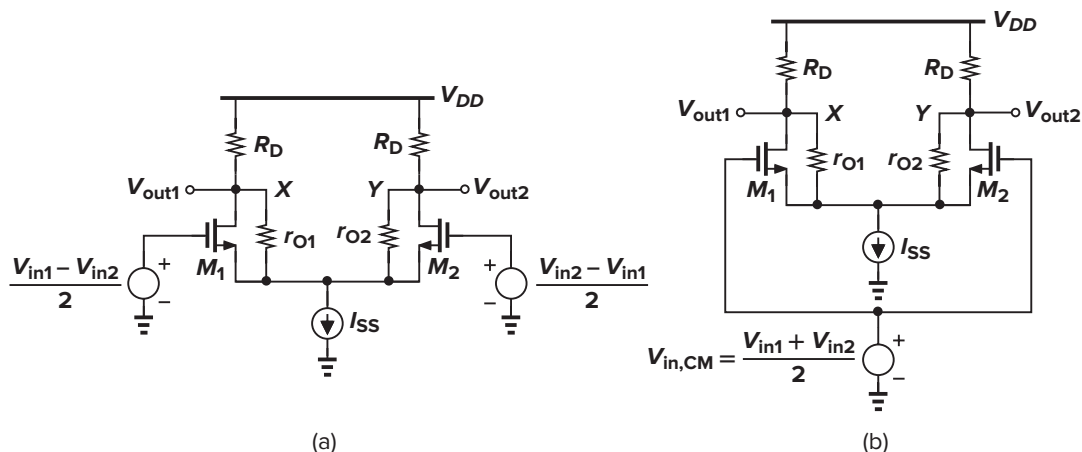 V_DD
R_D R_D
V_out1 X Y V_out2
r_O1 r_O2
M_1 M_2
V_in1 − V_in2
2
+
−
+
−
V_in2 − V_in1
2
I_SS
(a)
V_DD
R_D R_D
V_out1 X Y V_out2
r_O1 r_O2
M_1 M_2
I_SS
V_in,CM = V_in1 + V_in2
2
+
−
(b)